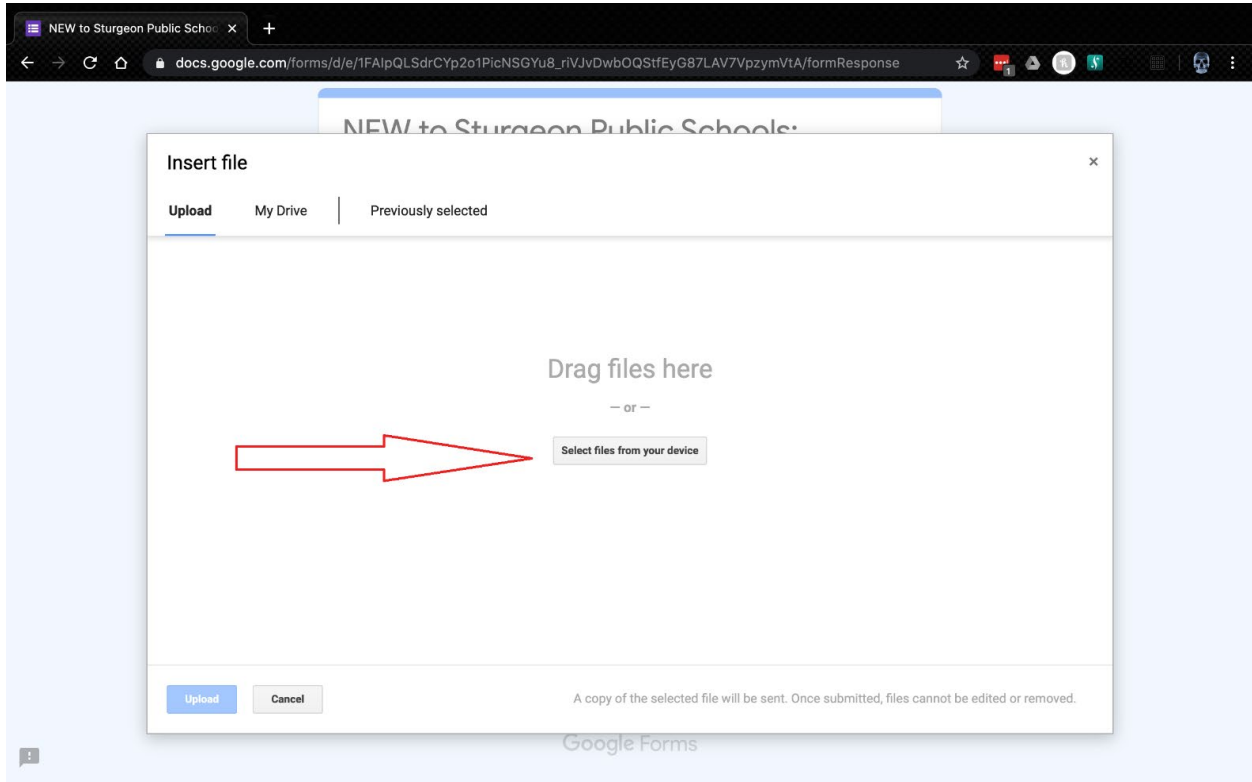 NEW to Sturgeon Public Schoo
docs.google.com/forms/d/e/1FAIpQLSdrCYp2o1PicNSGYu8_riVJvDwbOQStfEyG87LAV7VpzymVtA/formResponse
1
NEW to Sturgeon Public Schools:
Insert file
Upload My Drive Previously selected
Drag files here
— or —
Select files from your device
Upload Cancel A copy of the selected file will be sent. Once submitted, files cannot be edited or removed.
Google Forms